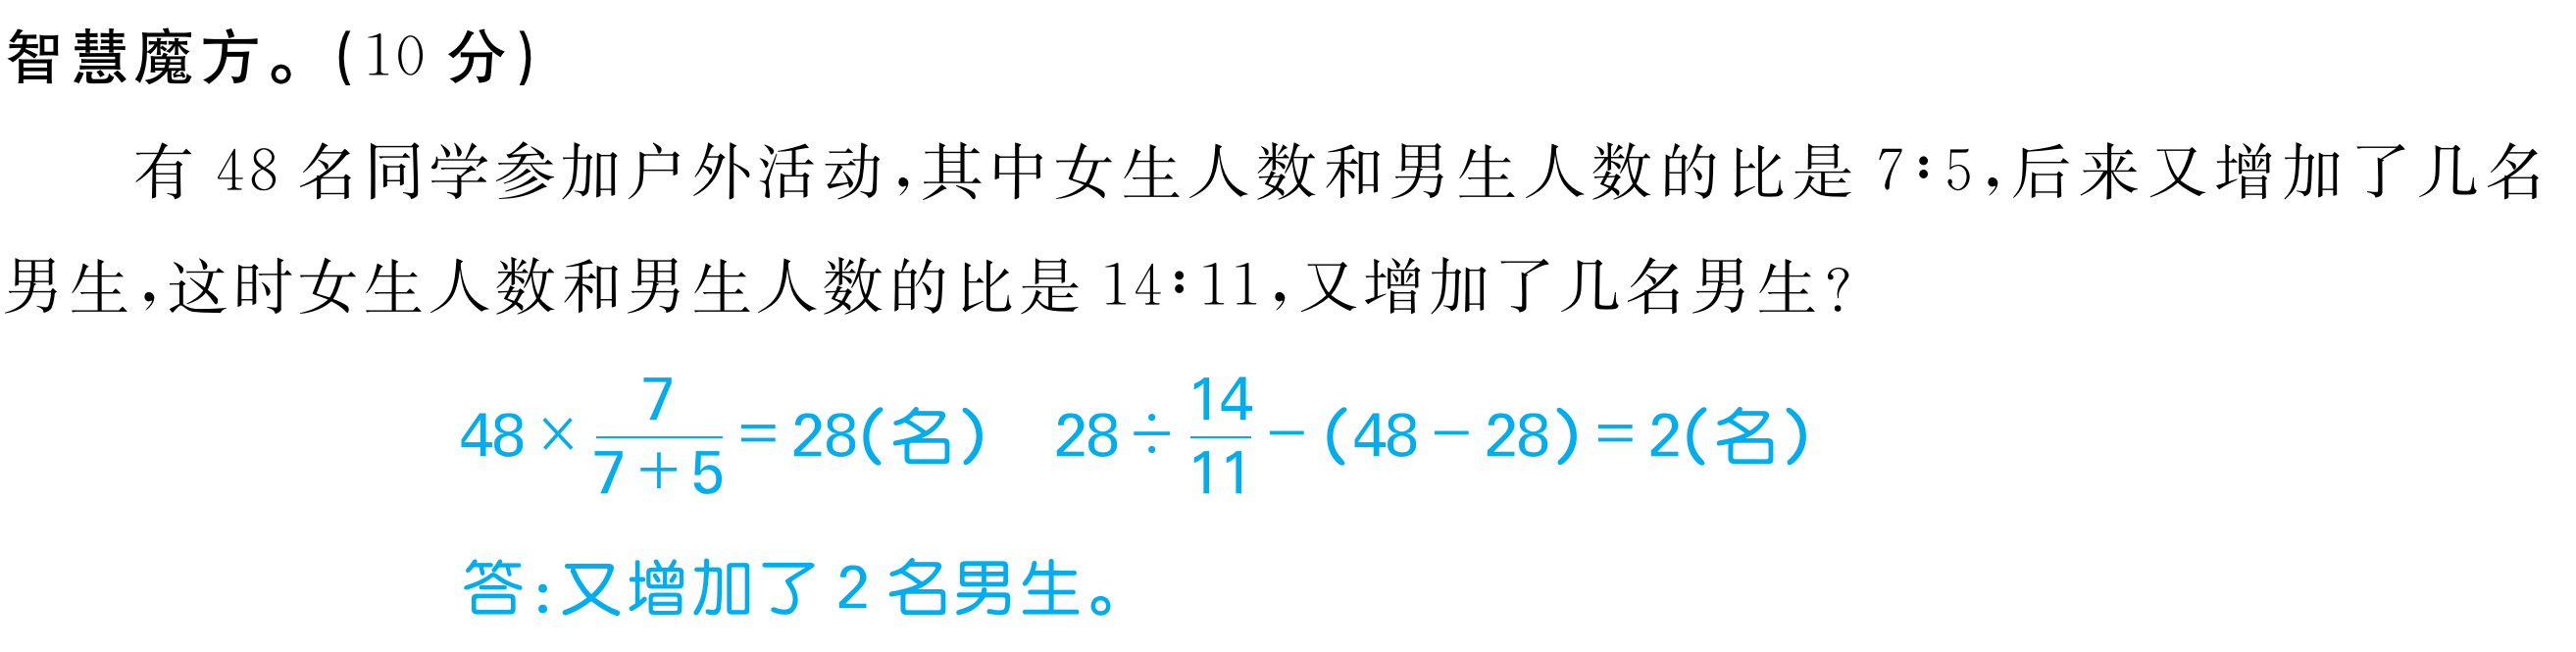 智慧魔方。(10 分)
有 48 名同学参加户外活动,其中女生人数和男生人数的比是 7∶5,后来又增加了几名
男生,这时女生人数和男生人数的比是 14∶11,又增加了几名男生?
48 × 7/(7 + 5) = 28(名) 28 ÷ 14/11 − (48 − 28) = 2(名)
答:又增加了 2 名男生。